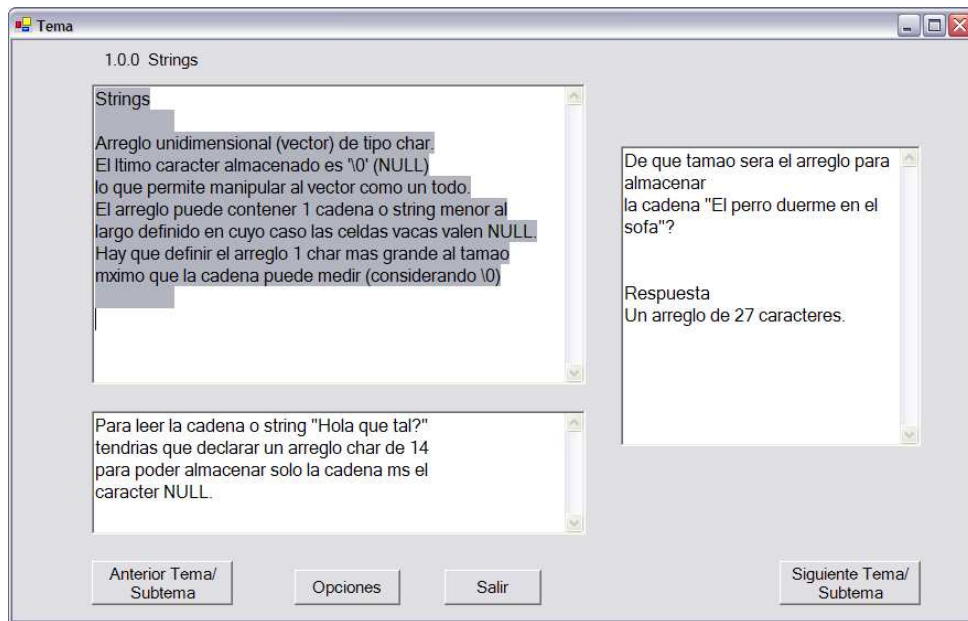 Tema
1.0.0 Strings
Strings
Arreglo unidimensional (vector) de tipo char.
El ltimo caracter almacenado es '\0' (NULL)
lo que permite manipular al vector como un todo.
El arreglo puede contener 1 cadena o string menor al
largo definido en cuyo caso las celdas vacas valen NULL.
Hay que definir el arreglo 1 char mas grande al tamao
mximo que la cadena puede medir (considerando \0)
De que tamao sera el arreglo para
almacenar
la cadena "El perro duerme en el
sofa"?
Respuesta
Un arreglo de 27 caracteres.
Para leer la cadena o string "Hola que tal?"
tendrias que declarar un arreglo char de 14
para poder almacenar solo la cadena ms el
caracter NULL.
Anterior Tema/
Subtema
Opciones
Salir
Siguiente Tema/
Subtema